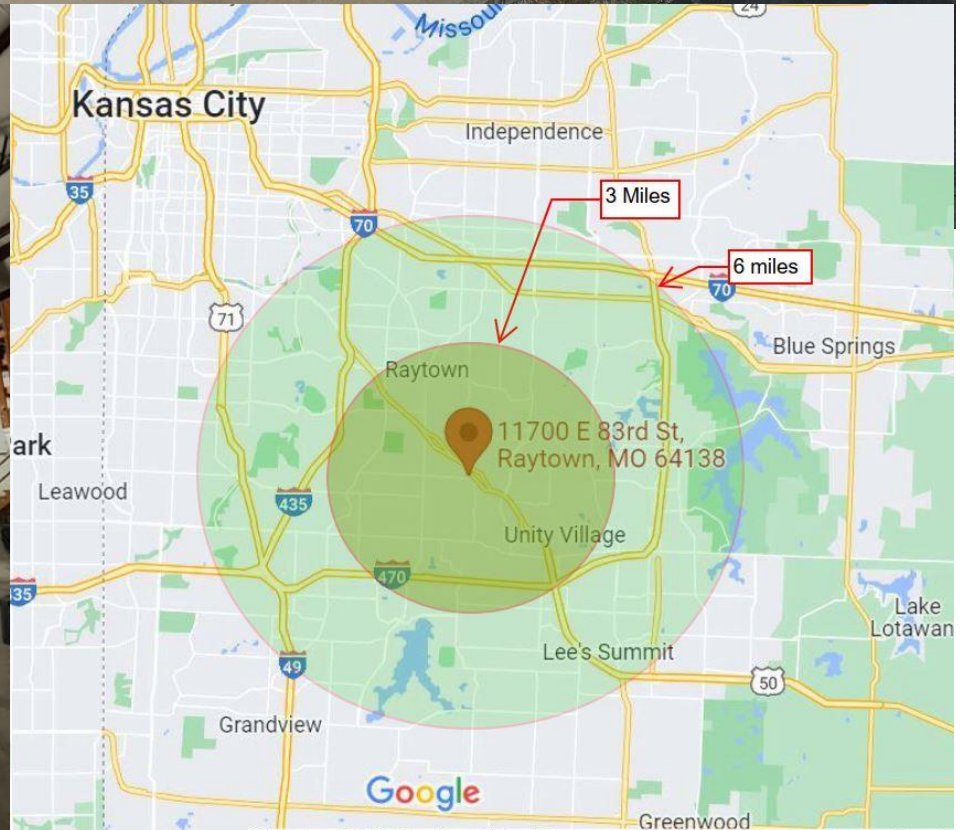 24
Missou
Kansas City
Independence
35
3 Miles
70
6 miles
70
71
Blue Springs
Raytown
11700 E 83rd St,
Raytown, MO 64138
ark
Leawood
435
Unity Village
470
35
Lake
Lotawan
Lee's Summit
49
50
Grandview
Google
Greenwood